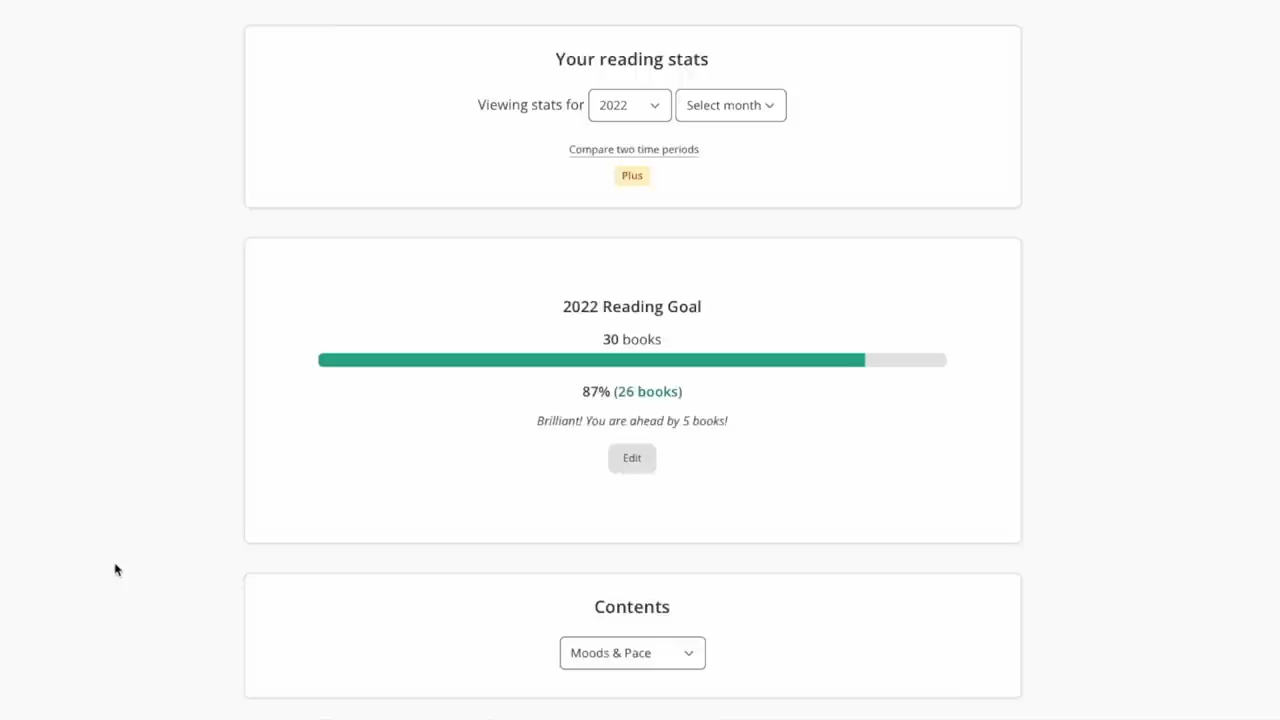 Your reading stats
Viewing stats for 2022 Select month
Compare two time periods
Plus
2022 Reading Goal
30 books
87% (26 books)
Brilliant! You are ahead by 5 books!
Edit
Contents
Moods & Pace